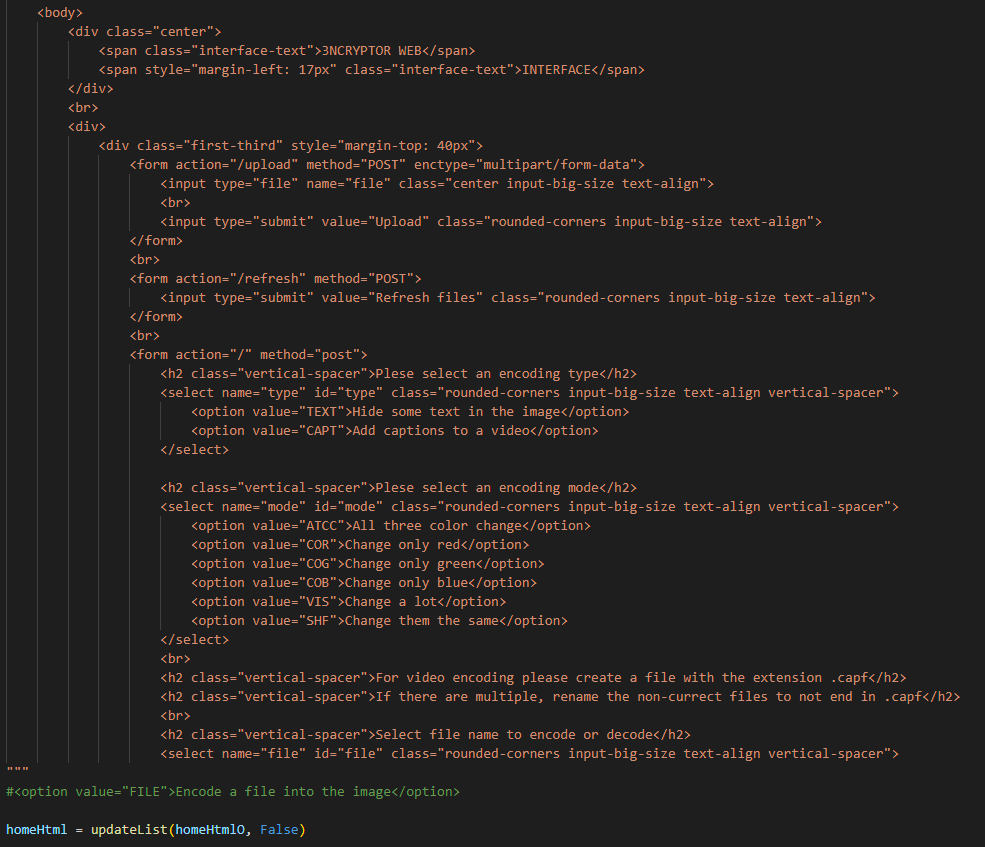 <body>
<div class="center">
<span class="interface-text">3NCRYPTOR WEB</span>
<span style="margin-left: 17px" class="interface-text">INTERFACE</span>
</div>
<br>
<div>
<div class="first-third" style="margin-top: 40px">
<form action="/upload" method="POST" enctype="multipart/form-data">
<input type="file" name="file" class="center input-big-size text-align">
<br>
<input type="submit" value="Upload" class="rounded-corners input-big-size text-align">
</form>
<br>
<form action="/refresh" method="POST">
<input type="submit" value="Refresh files" class="rounded-corners input-big-size text-align">
</form>
<br>
<form action="/" method="post">
<h2 class="vertical-spacer">Plese select an encoding type</h2>
<select name="type" id="type" class="rounded-corners input-big-size text-align vertical-spacer">
<option value="TEXT">Hide some text in the image</option>
<option value="CAPT">Add captions to a video</option>
</select>
<h2 class="vertical-spacer">Plese select an encoding mode</h2>
<select name="mode" id="mode" class="rounded-corners input-big-size text-align vertical-spacer">
<option value="ATCC">All three color change</option>
<option value="COR">Change only red</option>
<option value="COG">Change only green</option>
<option value="COB">Change only blue</option>
<option value="VIS">Change a lot</option>
<option value="SHF">Change them the same</option>
</select>
<br>
<h2 class="vertical-spacer">For video encoding please create a file with the extension .capf</h2>
<h2 class="vertical-spacer">If there are multiple, rename the non-currect files to not end in .capf</h2>
<br>
<h2 class="vertical-spacer">Select file name to encode or decode</h2>
<select name="file" id="file" class="rounded-corners input-big-size text-align vertical-spacer">
"""
#<option value="FILE">Encode a file into the image</option>
homeHtml = updateList(homeHtmlO, False)